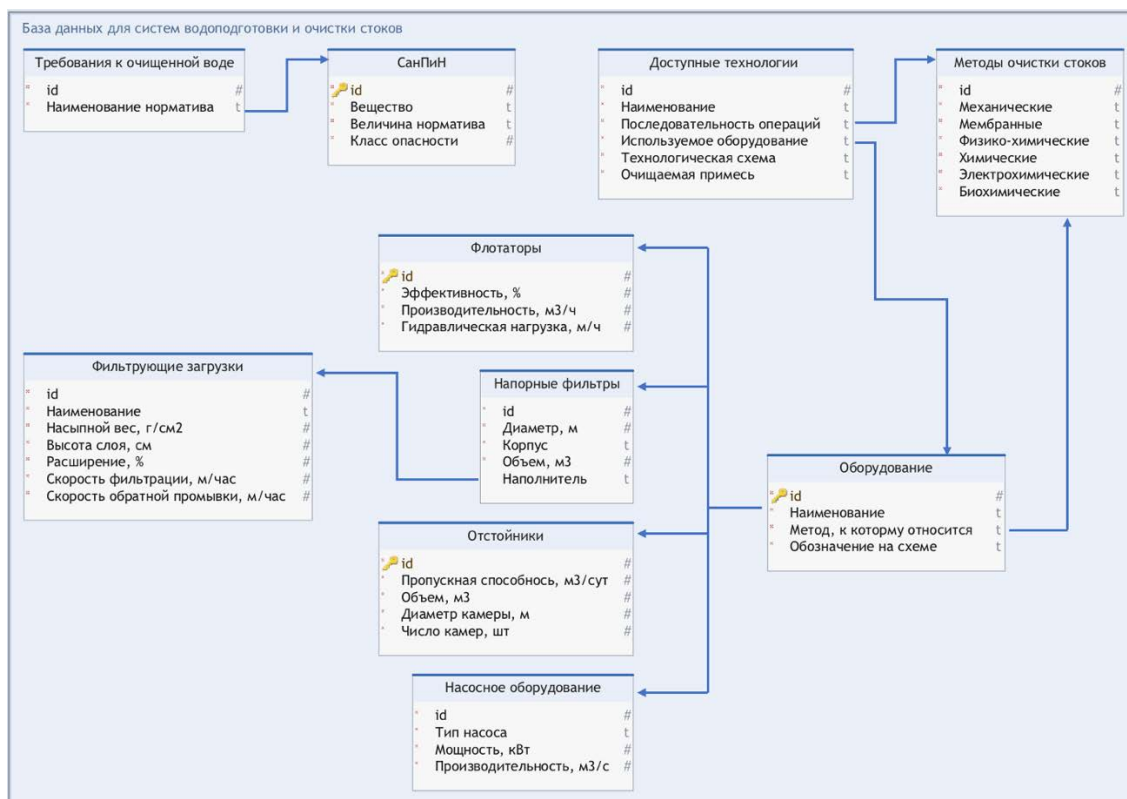 База данных для систем водоподготовки и очистки стоков
Требования к очищенной воде
id #
Наименование норматива t
СанПиН
id #
Вещество t
Величина норматива t
Класс опасности #
Доступные технологии
id #
Наименование t
Последовательность операций t
Используемое оборудование t
Технологическая схема t
Очищаемая примесь t
Методы очистки стоков
id #
Механические t
Мембранные t
Физико-химические t
Химические t
Электрохимические t
Биохимические t
Флотаторы
id #
Эффективность, % #
Производительность, м3/ч #
Гидравлическая нагрузка, м/ч #
Фильтрующие загрузки
id #
Наименование t
Насыпной вес, г/см2 #
Высота слоя, см #
Расширение, % #
Скорость фильтрации, м/час #
Скорость обратной промывки, м/час #
Напорные фильтры
id #
Диаметр, м #
Корпус t
Объем, м3 #
Наполнитель t
Оборудование
id #
Наименование t
Метод, к которму относится t
Обозначение на схеме t
Отстойники
id #
Пропускная способнось, м3/сут #
Объем, м3 #
Диаметр камеры, м #
Число камер, шт #
Насосное оборудование
id #
Тип насоса t
Мощность, кВт #
Производительность, м3/с #